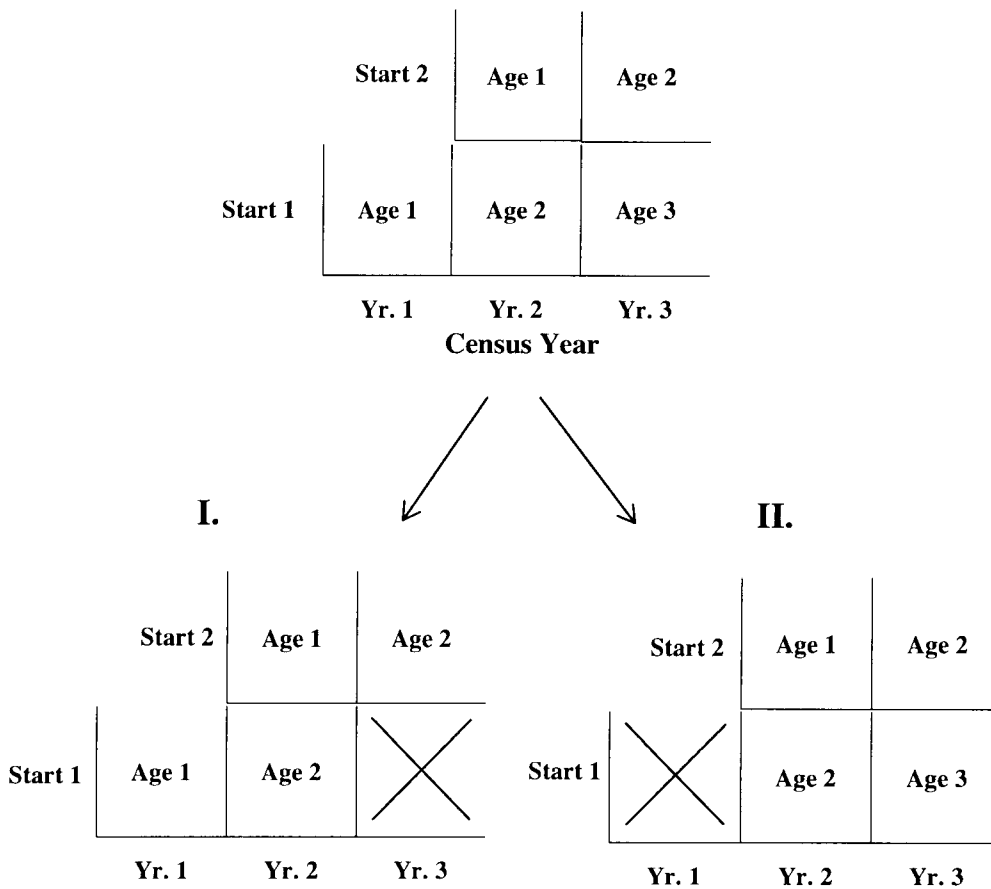 Start 2 Age 1 Age 2
Start 1 Age 1 Age 2 Age 3
Yr. 1 Yr. 2 Yr. 3
Census Year
I.
Start 2 Age 1 Age 2
Start 1 Age 1 Age 2
Yr. 1 Yr. 2 Yr. 3
II.
Start 2 Age 1 Age 2
Start 1 Age 2 Age 3
Yr. 1 Yr. 2 Yr. 3